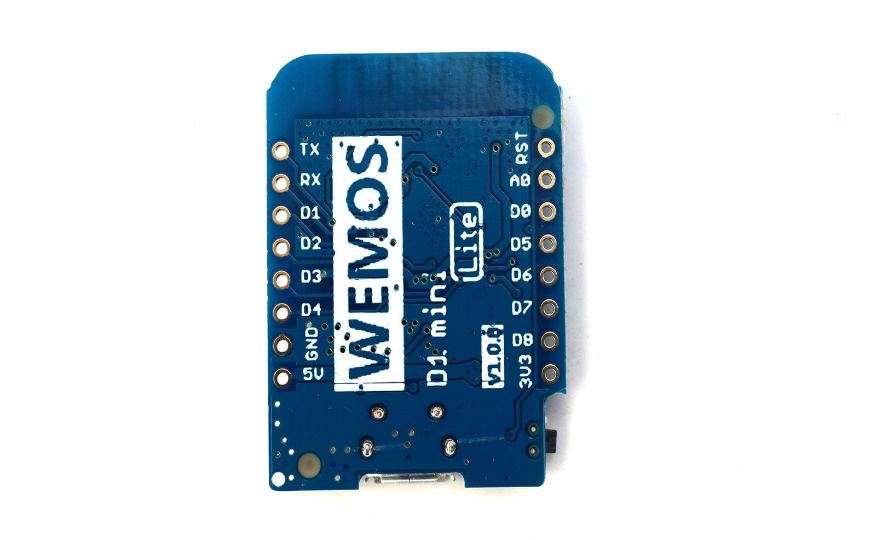 TX
RX
D1
D2
D3
D4
GND
5V
WEMOS
D1 mini
Lite
V1.0.0
RST
A0
D0
D5
D6
D7
D8
3V3